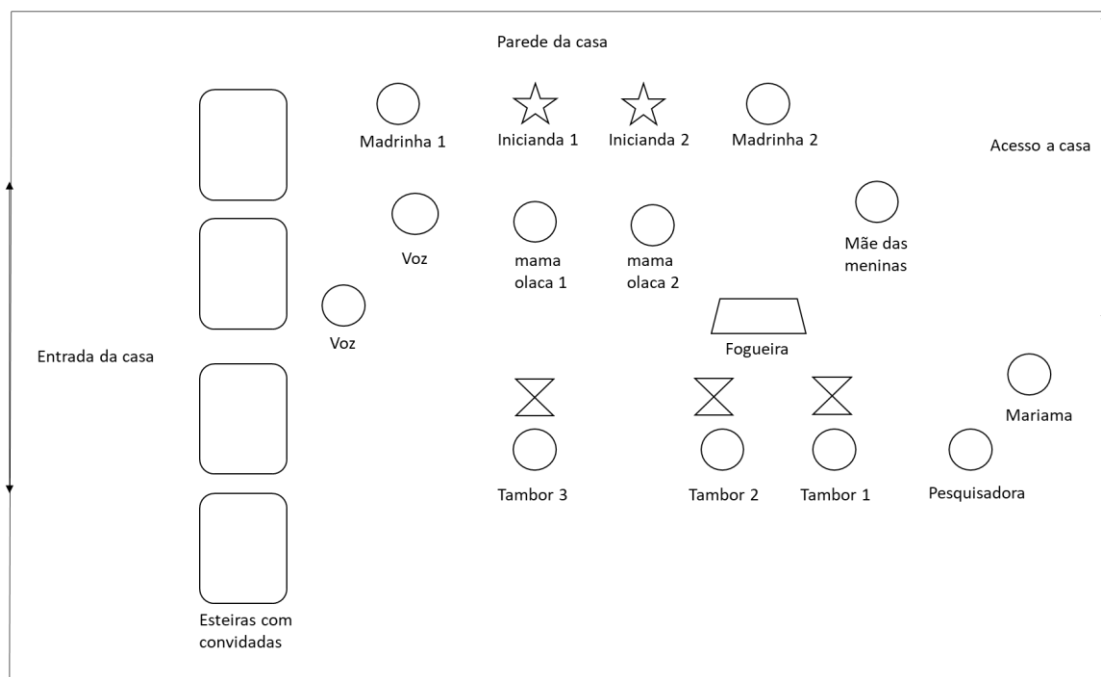 Parede da casa
Madrinha 1
Inicianda 1
Inicianda 2
Madrinha 2
Acesso a casa
Voz
mama
olaca 1
mama
olaca 2
Mãe das
meninas
Voz
Fogueira
Entrada da casa
Mariama
Tambor 3
Tambor 2
Tambor 1
Pesquisadora
Esteiras com
convidadas